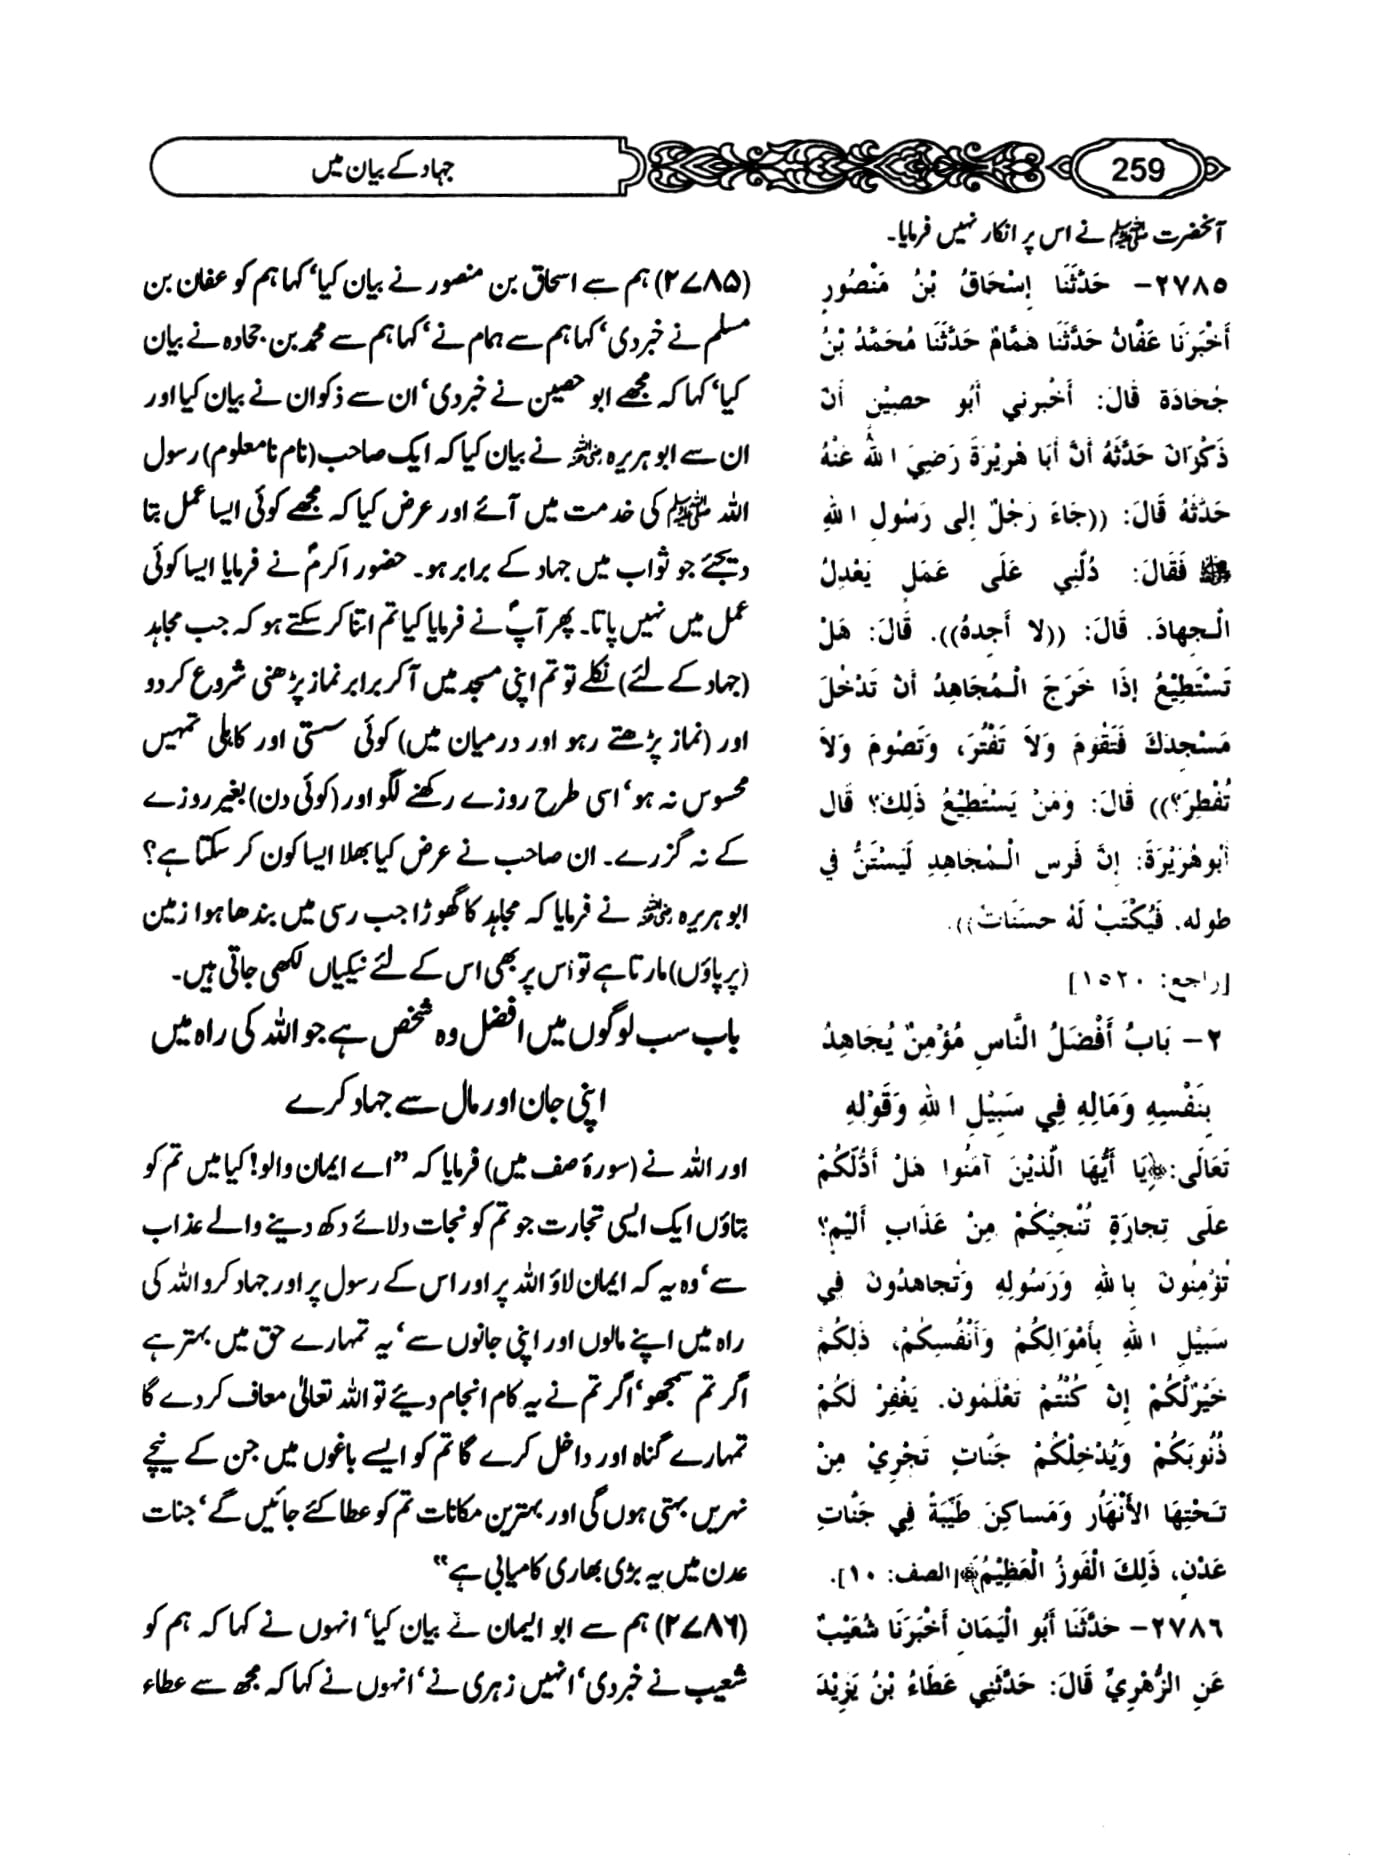 259
جہاد کے بیان میں
آنحضرت ﷺ نے اس پر انکار نہیں فرمایا۔
٢٧٨٥- حَدَّثَنَا إِسْحَاقُ بْنُ مَنْصُورٍ
أَخْبَرَنَا عَفَّانُ حَدَّثَنَا هَمَّامٌ حَدَّثَنَا مُحَمَّدُ بْنُ
جُحَادَةَ قَالَ: أَخْبَرَنِي أَبُو حَصِيْنٍ أَنَّ
ذَكْوَانَ حَدَّثَهُ أَنَّ أَبَا هُرَيْرَةَ رَضِيَ اللهُ عَنْهُ
حَدَّثَهُ قَالَ: ((جَاءَ رَجُلٌ إِلَى رَسُولِ اللهِ
ﷺ فَقَالَ: دُلَّنِي عَلَى عَمَلٍ يَعْدِلُ
الْجِهَادَ. قَالَ: ((لا أَجِدُهُ)). قَالَ: هَلْ
تَسْتَطِيْعُ إِذَا خَرَجَ الْمُجَاهِدُ أَنْ تَدْخُلَ
مَسْجِدَكَ فَتَقُومَ وَلاَ تَفْتُرَ، وَتَصُومَ وَلاَ
تُفْطِرَ؟)) قَالَ: وَمَنْ يَسْتَطِيْعُ ذَلِكَ؟ قَالَ
أَبُوهُرَيْرَةَ: إِنَّ فَرَسَ الْمُجَاهِدِ لَيَسْتَنُّ فِي
طِوَلِهِ. فَيُكْتَبُ لَهُ حَسَنَاتٌ)).
[راجع: ١٥٢٠]
٢- بَابُ أَفْضَلُ النَّاسِ مُؤْمِنٌ يُجَاهِدُ
بِنَفْسِهِ وَمَالِهِ فِي سَبِيْلِ اللهِ وَقَوْلِهِ
تَعَالَى:﴿يَا أَيُّهَا الَّذِيْنَ آمَنُوا هَلْ أَدُلُّكُمْ
عَلَى تِجَارَةٍ تُنْجِيْكُمْ مِنْ عَذَابٍ أَلِيْمٍ؟
تُؤْمِنُونَ بِاللهِ وَرَسُولِهِ وَتُجَاهِدُونَ فِي
سَبِيْلِ اللهِ بِأَمْوَالِكُمْ وَأَنْفُسِكُمْ، ذَلِكُمْ
خَيْرٌلَّكُمْ إِنْ كُنْتُمْ تَعْلَمُون. يَغْفِرْ لَكُمْ
ذُنُوبَكُمْ وَيُدْخِلْكُمْ جَنَّاتٍ تَجْرِيْ مِنْ
تَحْتِهَا الأَنْهَارُ وَمَسَاكِنَ طَيِّبَةً فِي جَنَّاتِ
عَدْنٍ، ذَلِكَ الْفَوزُ الْعَظِيْمُ﴾[الصف: ١٠].
٢٧٨٦- حَدَّثَنَا أَبُو الْيَمَانِ أَخْبَرَنَا شُعَيْبٌ
عَنِ الزُّهْرِيِّ قَالَ: حَدَّثَنِي عَطَاءُ بْنُ يَزِيْدَ
(۲۷۸۵) ہم سے اسحاق بن منصور نے بیان کیا‘ کہا ہم کو عفان بن
مسلم نے خبر دی‘ کہا ہم سے ہمام نے‘ کہا ہم سے محمد بن جحادہ نے بیان
کیا‘ کہا کہ مجھے ابو حصین نے خبر دی‘ ان سے ذکوان نے بیان کیا اور
ان سے ابو ہریرہ رضی اللہ عنہ نے بیان کیا کہ ایک صاحب (نام نامعلوم) رسول
اللہ ﷺ کی خدمت میں آئے اور عرض کیا کہ مجھے کوئی ایسا عمل بتا
دیجئے جو ثواب میں جہاد کے برابر ہو۔ حضور اکرمؐ نے فرمایا ایسا کوئی
عمل میں نہیں پاتا۔ پھر آپؐ نے فرمایا کیا تم اتنا کر سکتے ہو کہ جب مجاہد
(جہاد کے لئے) نکلے تو تم اپنی مسجد میں آ کر برابر نماز پڑھنی شروع کر دو
اور (نماز پڑھتے رہو اور درمیان میں) کوئی سستی اور کاہلی تمہیں
محسوس نہ ہو‘ اسی طرح روزے رکھنے لگو اور (کوئی دن) بغیر روزے
کے نہ گزرے۔ ان صاحب نے عرض کیا بھلا ایسا کون کر سکتا ہے؟
ابو ہریرہ رضی اللہ عنہ نے فرمایا کہ مجاہد کا گھوڑا جب رسی میں بندھا ہوا زمین
(پر پاؤں) مارتا ہے تو اس پر بھی اس کے لئے نیکیاں لکھی جاتی ہیں۔
باب سب لوگوں میں افضل وہ شخص ہے جو اللہ کی راہ میں
اپنی جان اور مال سے جہاد کرے
اور اللہ نے (سورۂ صف میں) فرمایا کہ ”اے ایمان والو! کیا میں تم کو
بتاؤں ایک ایسی تجارت جو تم کو نجات دلائے دکھ دینے والے عذاب
سے‘ وہ یہ کہ ایمان لاؤ اللہ پر اور اس کے رسول پر اور جہاد کرو اللہ کی
راہ میں اپنے مالوں اور اپنی جانوں سے‘ یہ تمہارے حق میں بہتر ہے
اگر تم سمجھو‘ اگر تم نے یہ کام انجام دیئے تو اللہ تعالیٰ معاف کر دے گا
تمہارے گناہ اور داخل کرے گا تم کو ایسے باغوں میں جن کے نیچے
نہریں بہتی ہوں گی اور بہترین مکانات تم کو عطا کئے جائیں گے‘ جنات
عدن میں یہ بڑی بھاری کامیابی ہے“
(۲۷۸۶) ہم سے ابو الیمان نے بیان کیا‘ انہوں نے کہا کہ ہم کو
شعیب نے خبر دی‘ انہیں زہری نے‘ انہوں نے کہا کہ مجھ سے عطاء